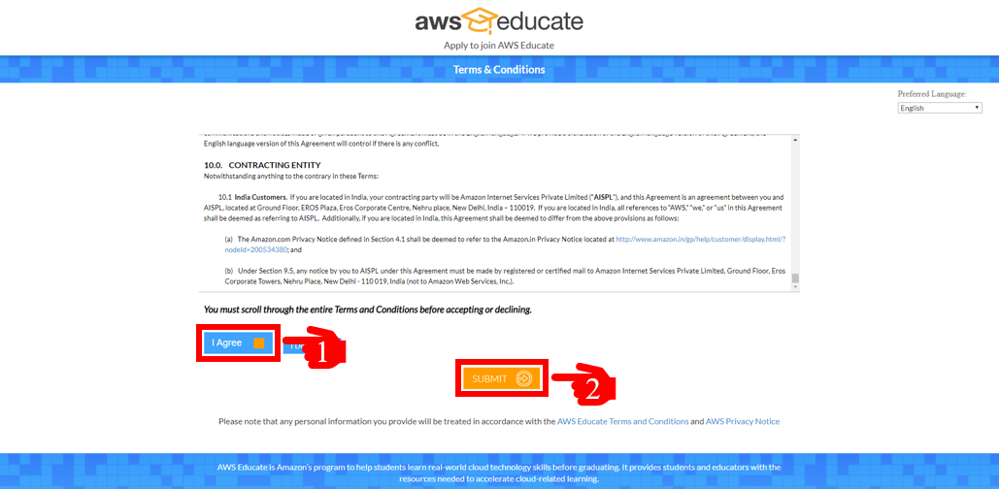 aws educate
Apply to join AWS Educate
Terms & Conditions
Preferred Language:
English
English language version of this Agreement will control if there is any conflict.
10.0. CONTRACTING ENTITY
Notwithstanding anything to the contrary in these Terms:
10.1 India Customers. If you are located in India, your contracting party will be Amazon Internet Services Private Limited ("AISPL"), and this Agreement is an agreement between you and
AISPL, located at Ground Floor, EROS Plaza, Eros Corporate Centre, Nehru place, New Delhi, India – 110019. If you are located in India, all references to "AWS," "we," or "us" in this Agreement
shall be deemed as referring to AISPL. Additionally, if you are located in India, this Agreement shall be deemed to differ from the above provisions as follows:
(a) The Amazon.com Privacy Notice defined in Section 4.1 shall be deemed to refer to the Amazon.in Privacy Notice located at http://www.amazon.in/gp/help/customer/display.html/?
nodeId=200534380; and
(b) Under Section 9.5, any notice by you to AISPL under this Agreement must be made by registered or certified mail to Amazon Internet Services Private Limited, Ground Floor, Eros
Corporate Towers, Nehru Place, New Delhi - 110 019, India (not to Amazon Web Services, Inc.).
You must scroll through the entire Terms and Conditions before accepting or declining.
I Agree
1
SUBMIT
2
Please note that any personal information you provide will be treated in accordance with the AWS Educate Terms and Conditions and AWS Privacy Notice
AWS Educate is Amazon's program to help students learn real-world cloud technology skills before graduating. It provides students and educators with the
resources needed to accelerate cloud-related learning.